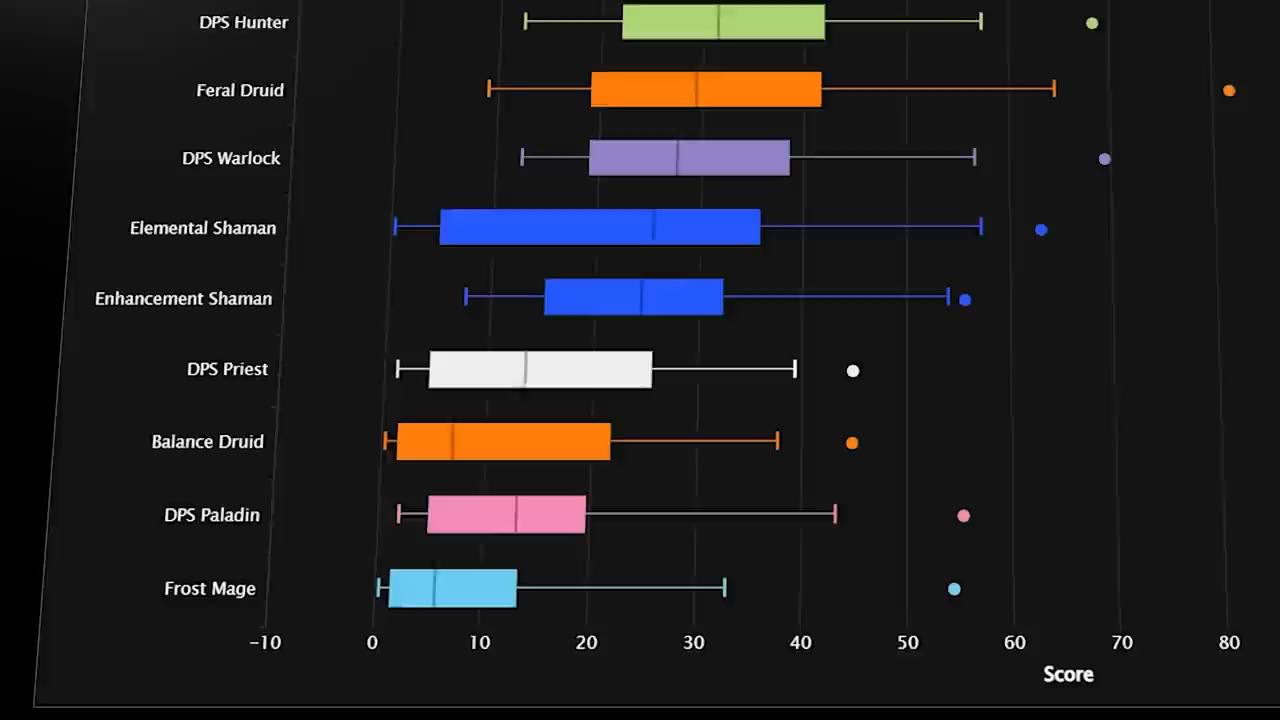 DPS Hunter
Feral Druid
DPS Warlock
Elemental Shaman
Enhancement Shaman
DPS Priest
Balance Druid
DPS Paladin
Frost Mage
−10 0 10 20 30 40 50 60 70 80
Score